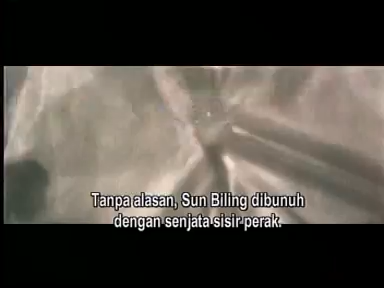 Tanpa alasan, Sun Biling dibunuh
dengan senjata sisir perak.